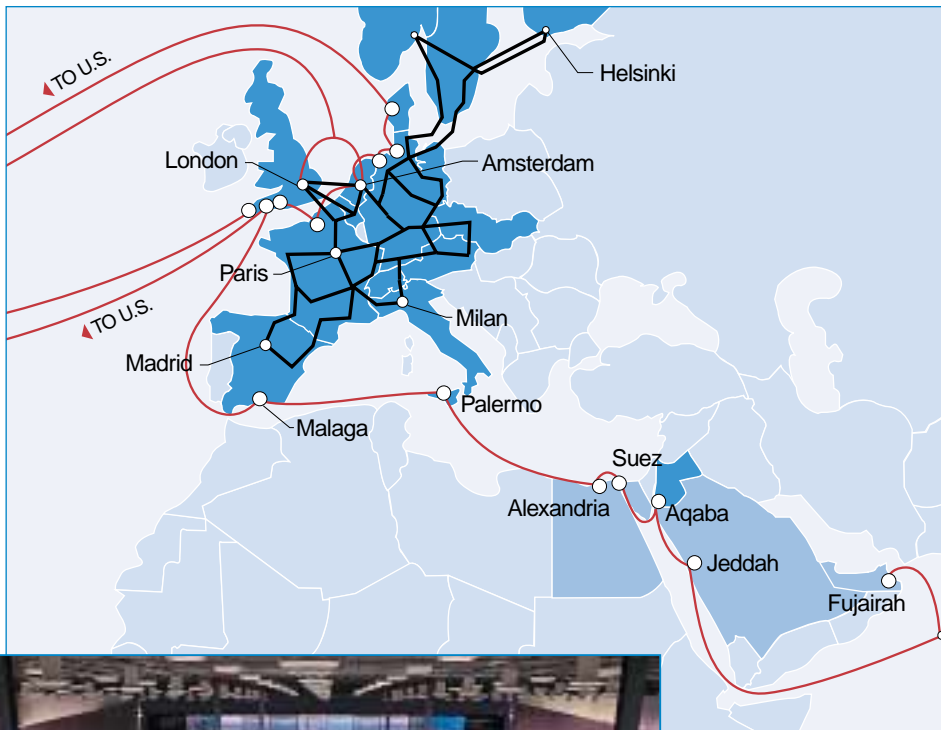 TO U.S.
Helsinki
London
Amsterdam
Paris
TO U.S.
Milan
Madrid
Palermo
Malaga
Suez
Alexandria
Aqaba
Jeddah
Fujairah